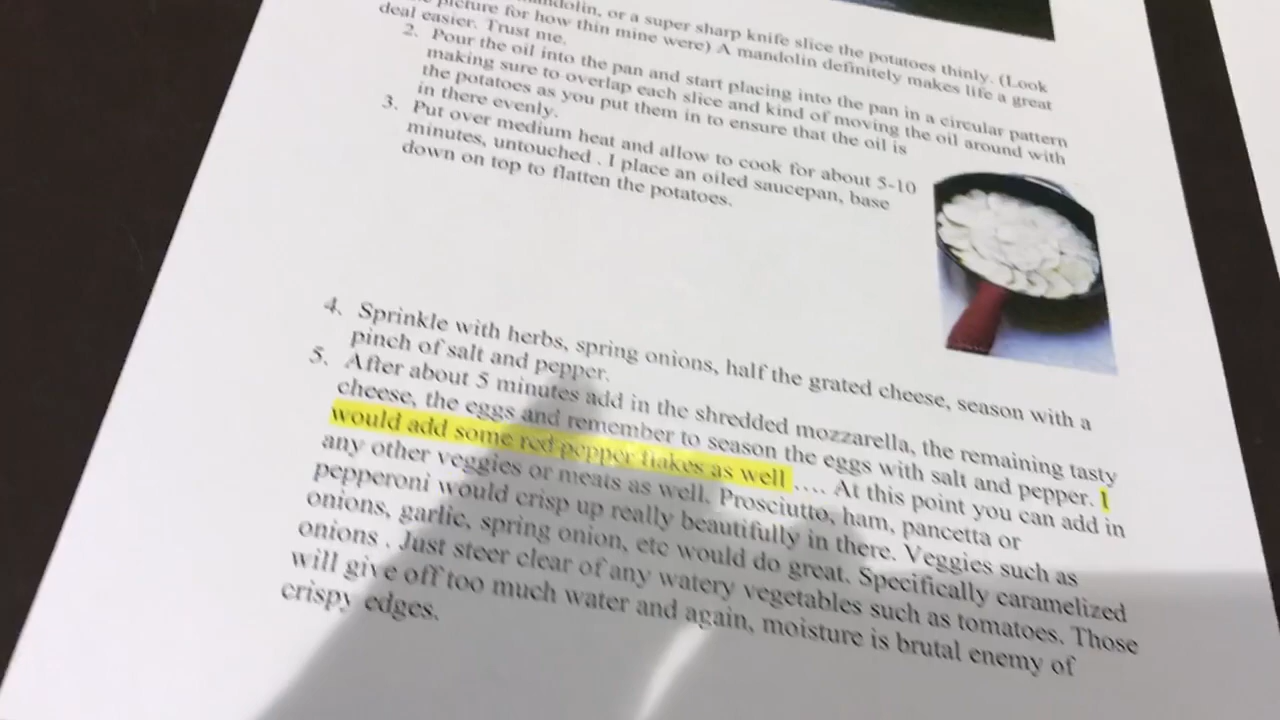 mandolin, or a super sharp knife slice the potatoes thinly. (Look
picture for how thin mine were) A mandolin definitely makes life a great
deal easier. Trust me.
2. Pour the oil into the pan and start placing into the pan in a circular pattern
making sure to overlap each slice and kind of moving the oil around with
the potatoes as you put them in to ensure that the oil is
in there evenly.
3. Put over medium heat and allow to cook for about 5-10
minutes, untouched . I place an oiled saucepan, base
down on top to flatten the potatoes.
4. Sprinkle with herbs, spring onions, half the grated cheese, season with a
pinch of salt and pepper.
5. After about 5 minutes add in the shredded mozzarella, the remaining tasty
cheese, the eggs and remember to season the eggs with salt and pepper. I
would add some red pepper flakes as well .... At this point you can add in
any other veggies or meats as well. Prosciutto, ham, pancetta or
pepperoni would crisp up really beautifully in there. Veggies such as
onions, garlic, spring onion, etc would do great. Specifically caramelized
onions . Just steer clear of any watery vegetables such as tomatoes. Those
will give off too much water and again, moisture is brutal enemy of
crispy edges.